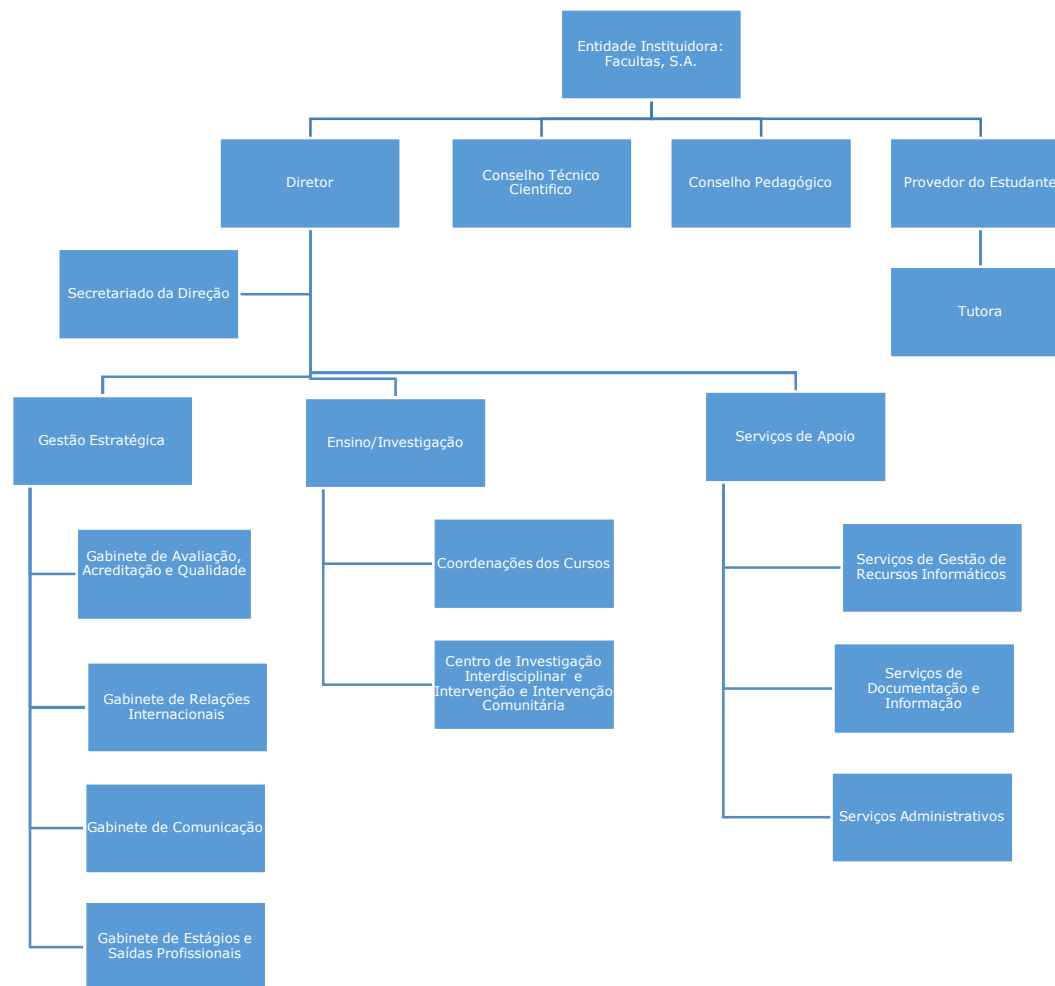 Entidade Instituidora:
Facultas, S.A.
Diretor
Conselho Técnico
Cientifico
Conselho Pedagógico
Provedor do Estudante
Secretariado da Direção
Tutora
Gestão Estratégica
Ensino/Investigação
Serviços de Apoio
Gabinete de Avaliação,
Acreditação e Qualidade
Coordenações dos Cursos
Serviços de Gestão de
Recursos Informáticos
Gabinete de Relações
Internacionais
Centro de Investigação
Interdisciplinar e
Intervenção e Intervenção
Comunitária
Serviços de
Documentação e
Informação
Gabinete de Comunicação
Serviços Administrativos
Gabinete de Estágios e
Saídas Profissionais